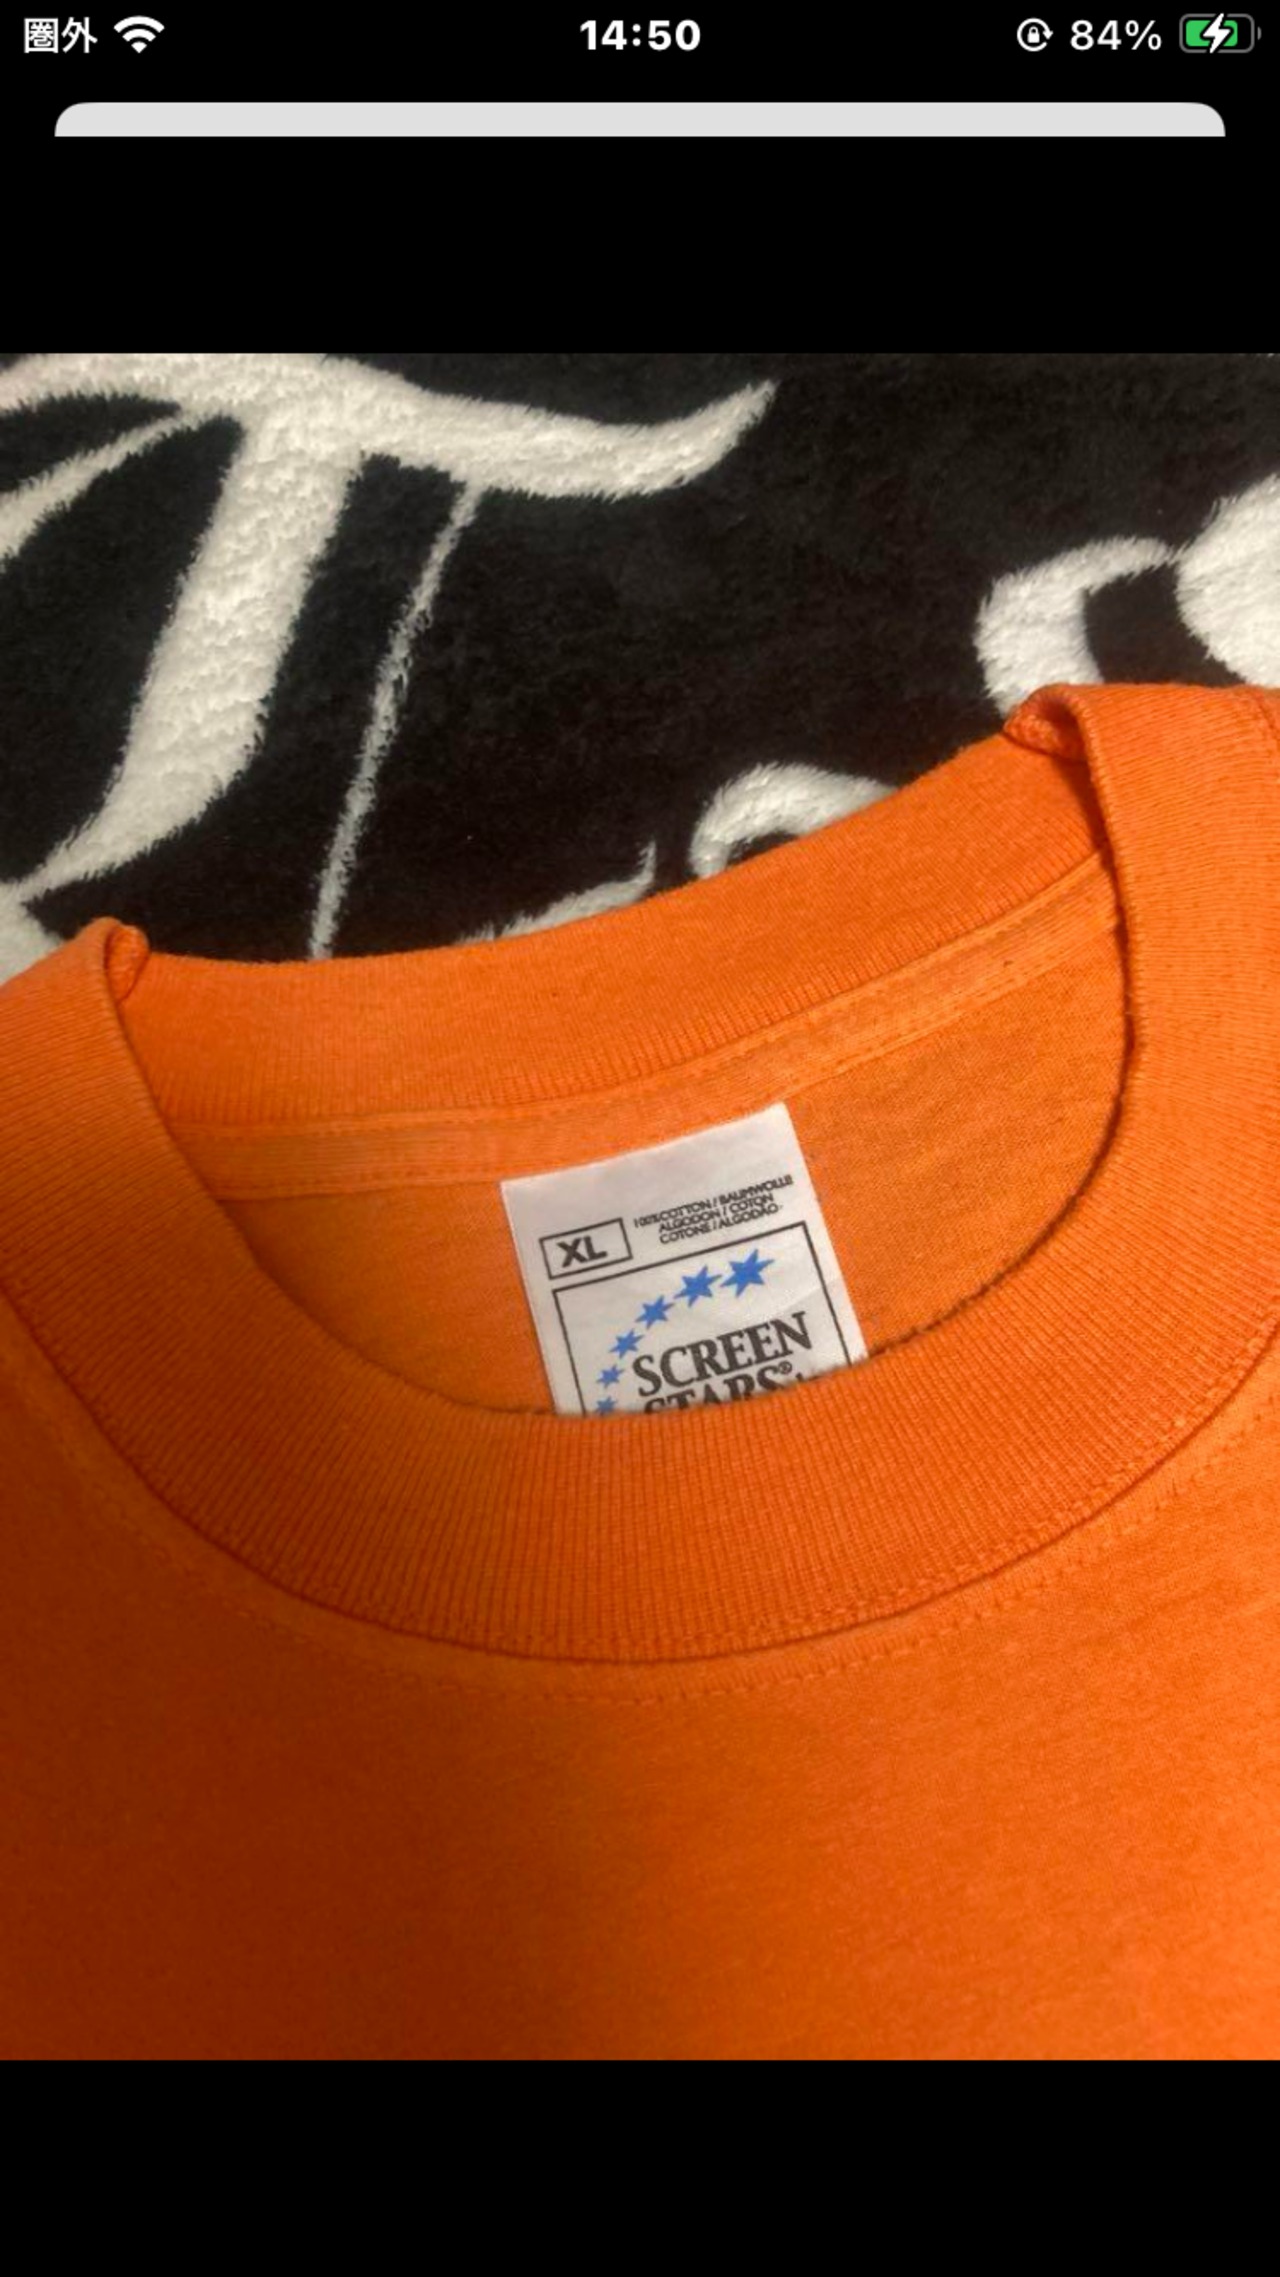 圏外
14:50
84%
XL
100% COTTON / BAUMWOLLE
ALGODON / COTON
COTONE / ALGODÃO
SCREEN
STARS®